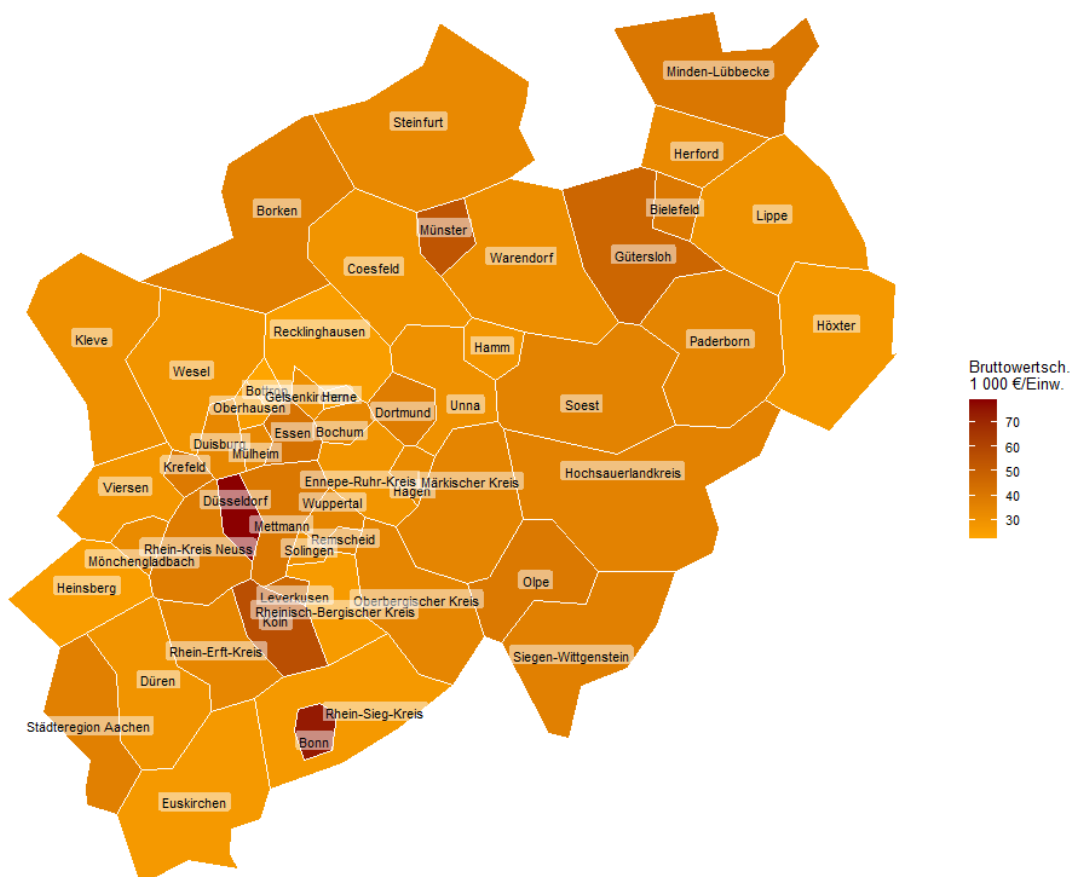 Minden-Lübbecke
Steinfurt
Herford
Borken
Bielefeld
Lippe
Münster
Warendorf
Gütersloh
Coesfeld
Höxter
Recklinghausen
Kleve
Paderborn
Hamm
Wesel
Bottrop
Gelsenkirchen
Herne
Oberhausen
Dortmund
Unna
Soest
Essen
Bochum
Duisburg
Mülheim
Krefeld
Hochsauerlandkreis
Viersen
Ennepe-Ruhr-Kreis
Märkischer Kreis
Hagen
Düsseldorf
Wuppertal
Mettmann
Remscheid
Rhein-Kreis Neuss
Solingen
Mönchengladbach
Olpe
Heinsberg
Leverkusen
Oberbergischer Kreis
Rheinisch-Bergischer Kreis
Köln
Rhein-Erft-Kreis
Siegen-Wittgenstein
Düren
Rhein-Sieg-Kreis
Städteregion Aachen
Bonn
Euskirchen
Bruttowertsch.
1 000 €/Einw.
70
60
50
40
30